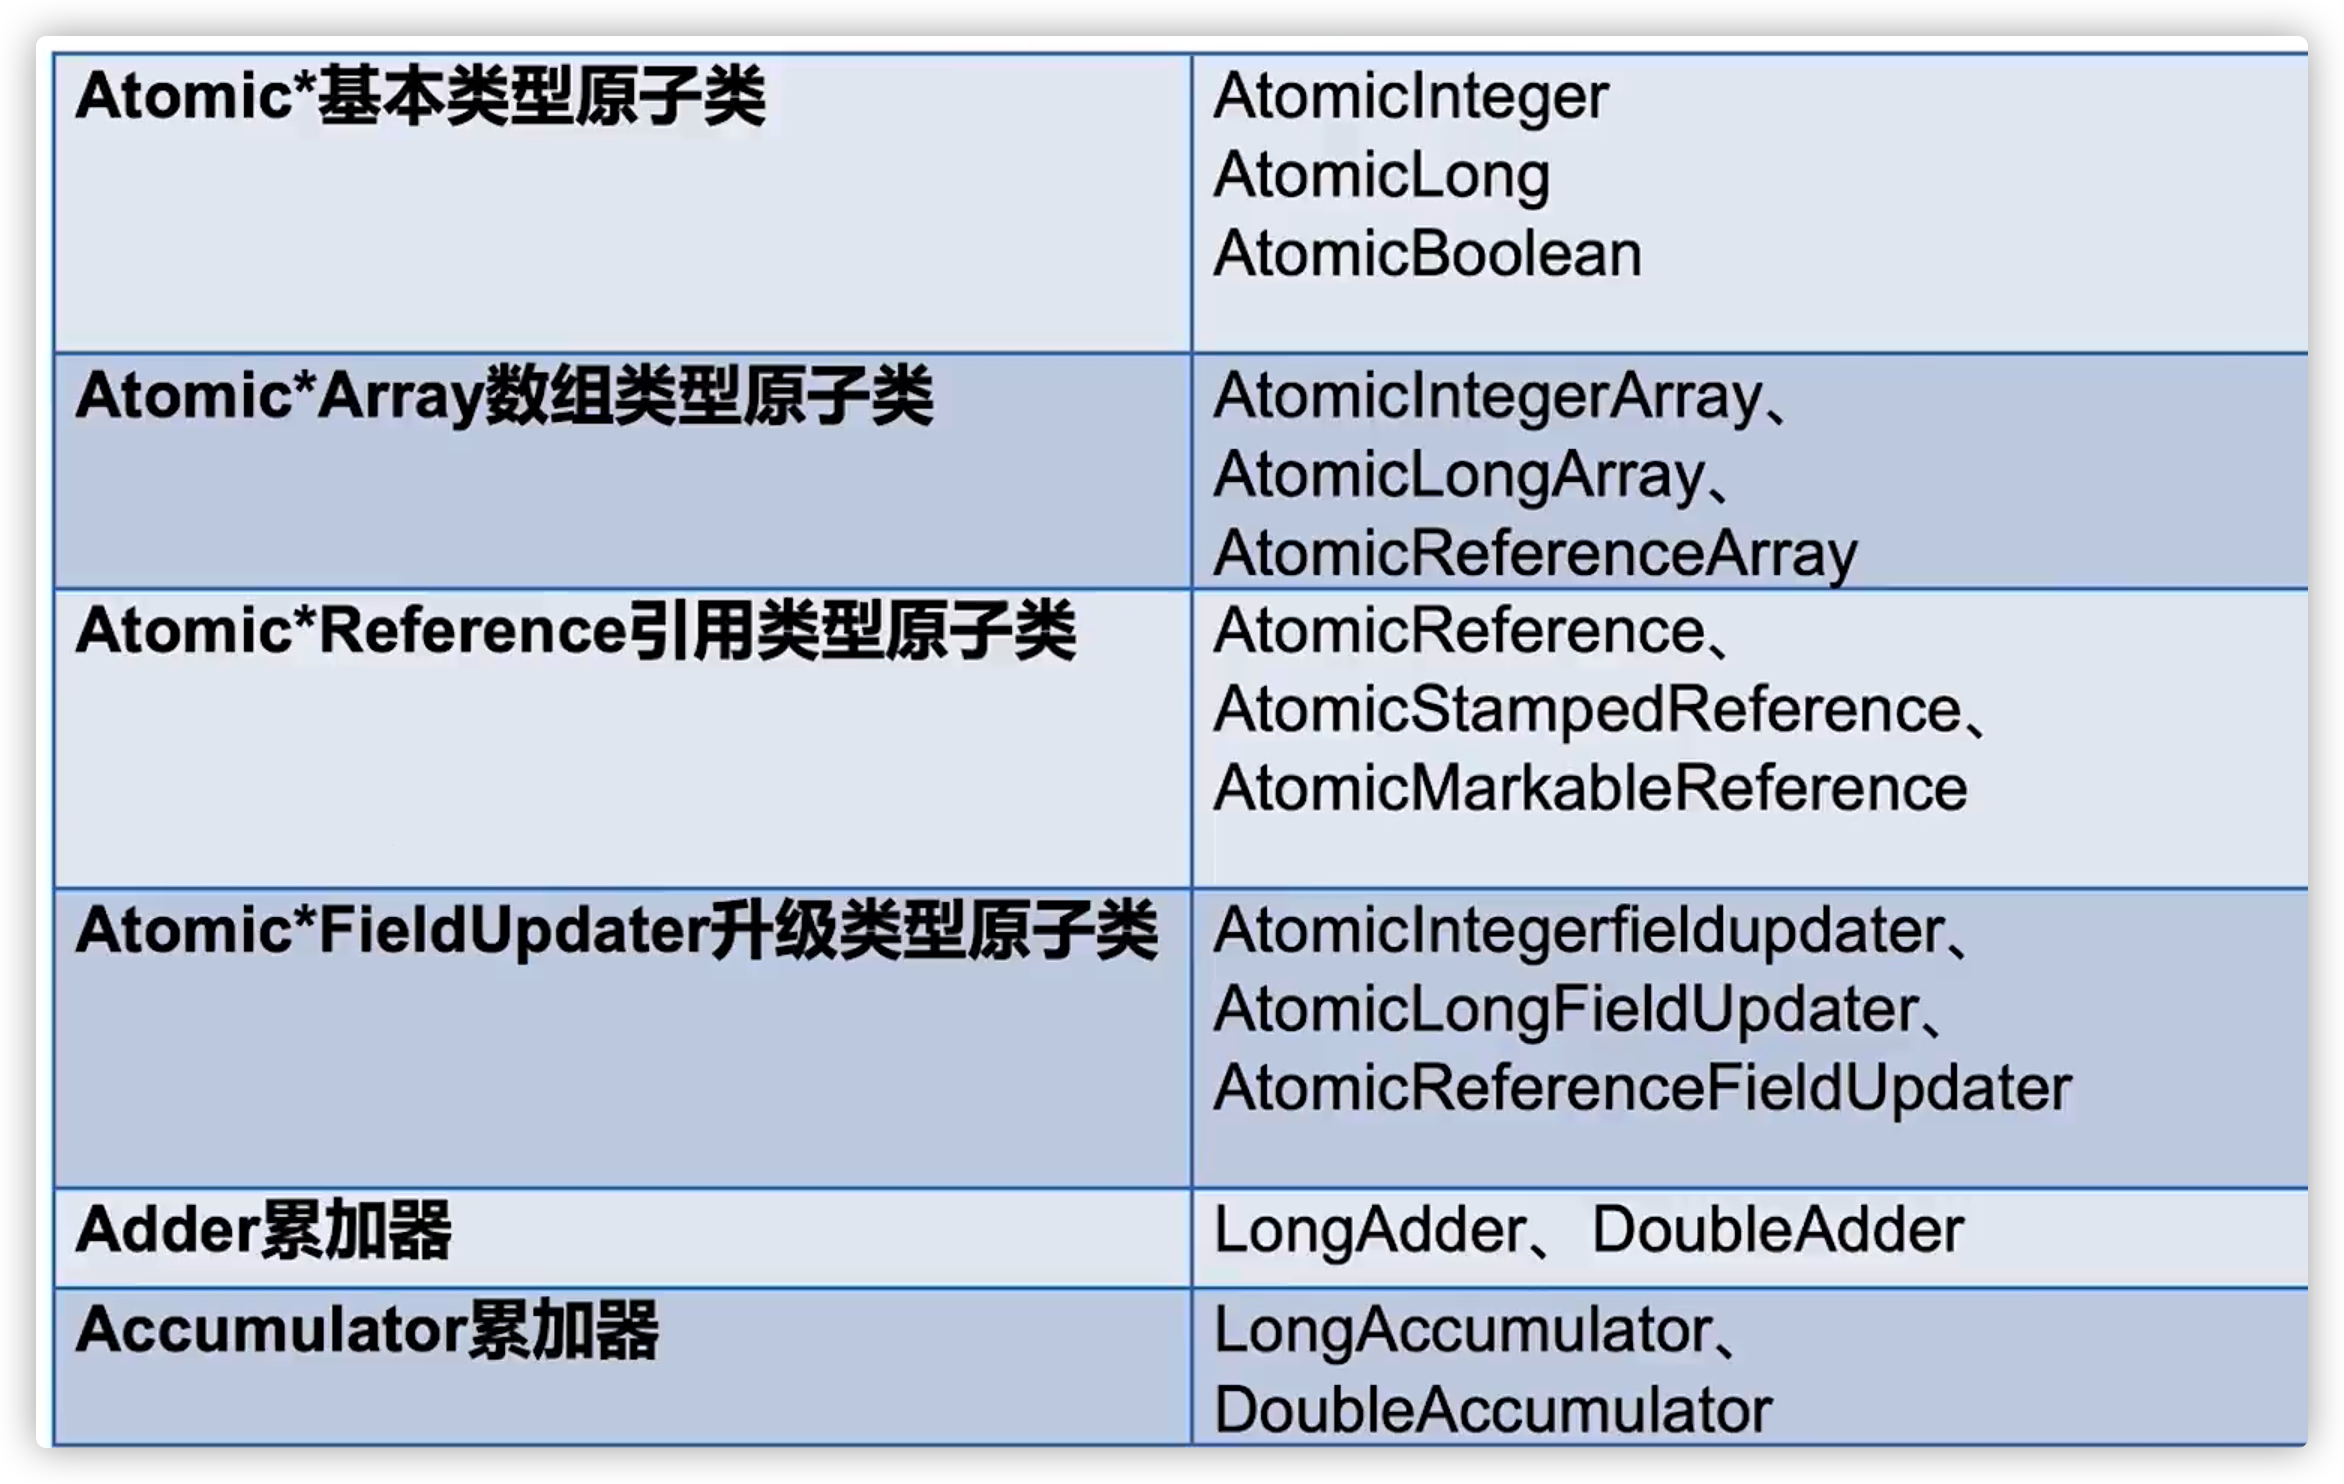 Atomic*基本类型原子类
AtomicInteger
AtomicLong
AtomicBoolean
Atomic*Array数组类型原子类
AtomicIntegerArray、
AtomicLongArray、
AtomicReferenceArray
Atomic*Reference引用类型原子类
AtomicReference、
AtomicStampedReference、
AtomicMarkableReference
Atomic*FieldUpdater升级类型原子类
AtomicIntegerfieldupdater、
AtomicLongFieldUpdater、
AtomicReferenceFieldUpdater
Adder累加器
LongAdder、DoubleAdder
Accumulator累加器
LongAccumulator、
DoubleAccumulator